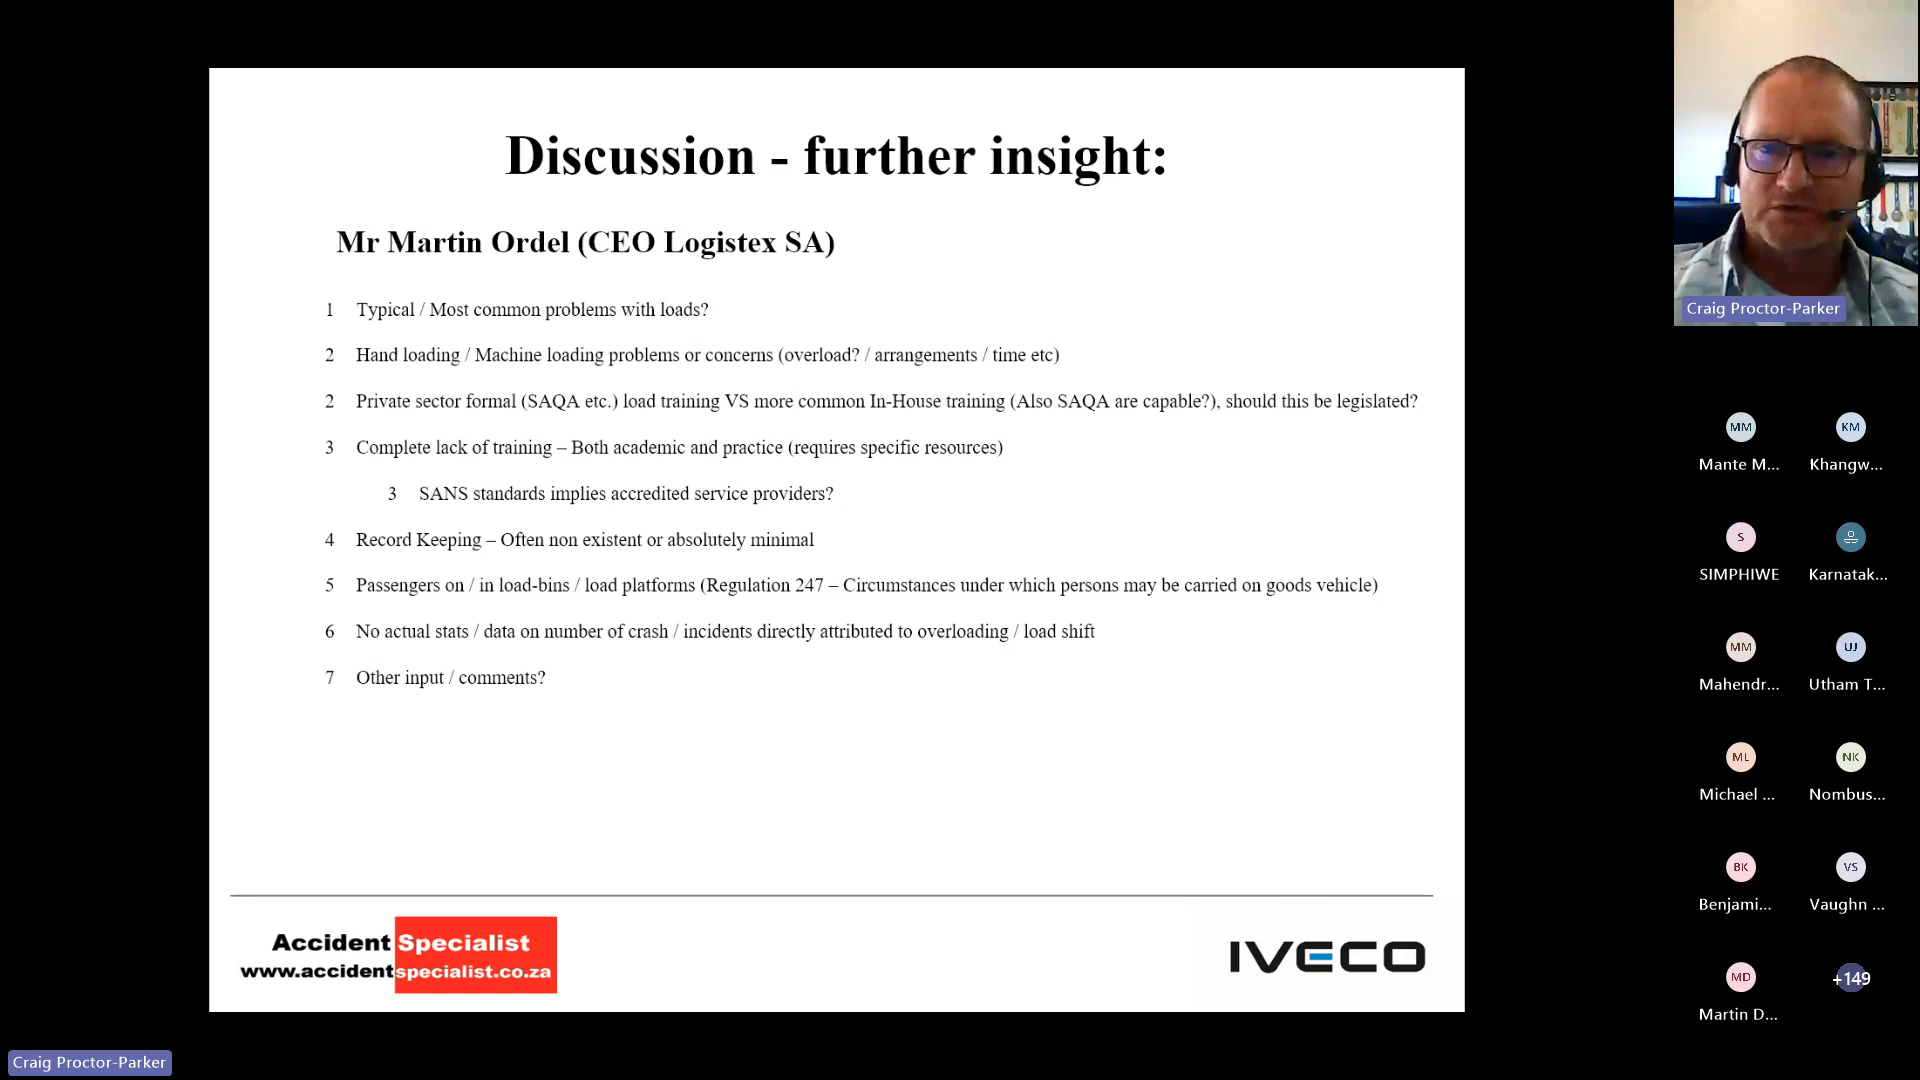 Discussion - further insight:
Mr Martin Ordel (CEO Logistex SA)
1 Typical / Most common problems with loads?
2 Hand loading / Machine loading problems or concerns (overload? / arrangements / time etc)
2 Private sector formal (SAQA etc.) load training VS more common In-House training (Also SAQA are capable?), should this be legislated?
3 Complete lack of training – Both academic and practice (requires specific resources)
3 SANS standards implies accredited service providers?
4 Record Keeping – Often non existent or absolutely minimal
5 Passengers on / in load-bins / load platforms (Regulation 247 – Circumstances under which persons may be carried on goods vehicle)
6 No actual stats / data on number of crash / incidents directly attributed to overloading / load shift
7 Other input / comments?
Accident Specialist
www.accidentspecialist.co.za
IVECO
Craig Proctor-Parker
Craig Proctor-Parker
MM KM
Mante M... Khangw...
S
SIMPHIWE Karnatak...
MM UJ
Mahendr... Utham T...
ML NK
Michael ... Nombus...
BK VS
Benjami... Vaughn ...
MD +149
Martin D...